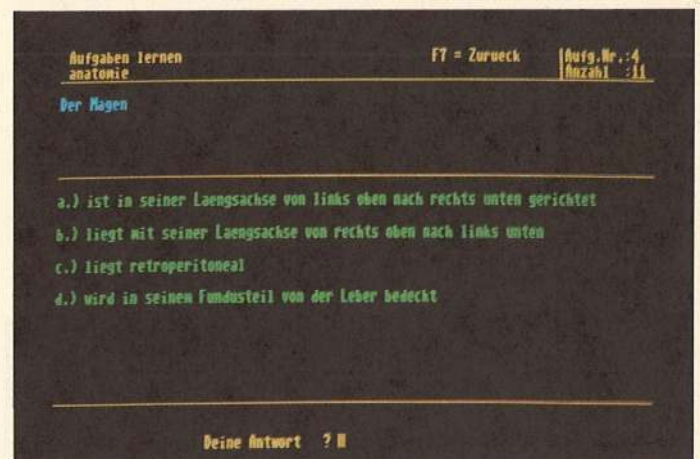 Aufgaben lernen F7 = Zurueck |Aufg.Nr.:4
anatomie |Anzahl :11
Der Magen
a.) ist in seiner Laengsachse von links oben nach rechts unten gerichtet
b.) liegt mit seiner Laengsachse von rechts oben nach links unten
c.) liegt retroperitoneal
d.) wird in seinem Fundusteil von der Leber bedeckt
Deine Antwort ?